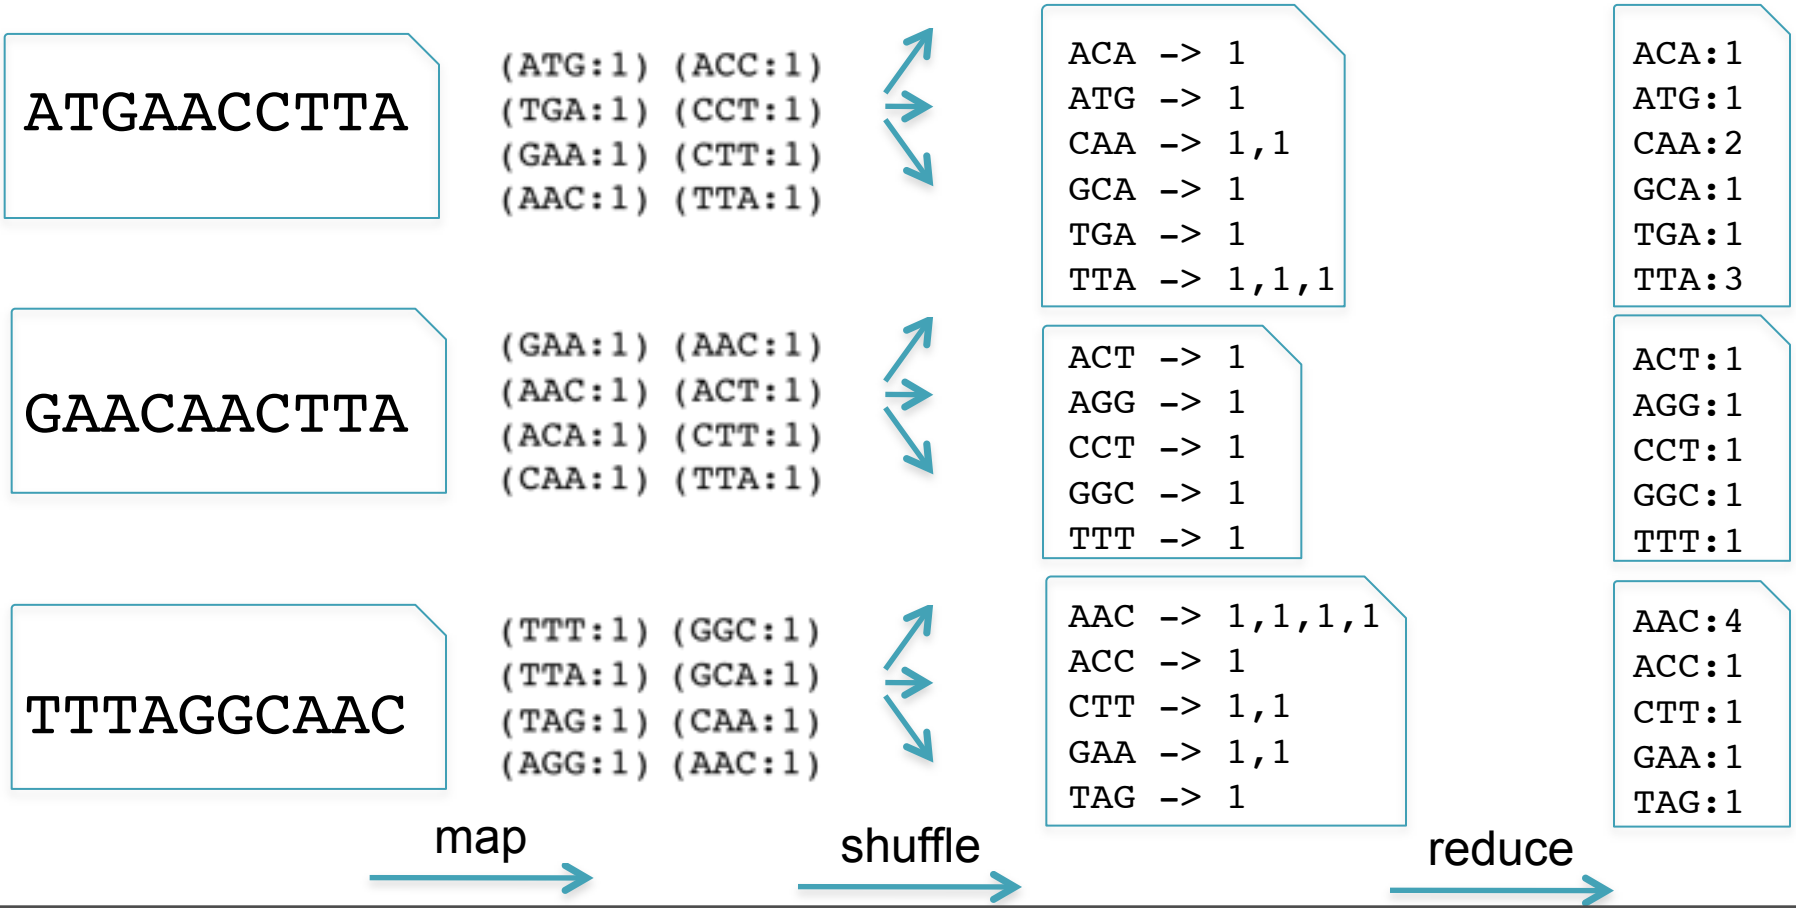 ATGAACCTTA
(ATG:1) (ACC:1)
(TGA:1) (CCT:1)
(GAA:1) (CTT:1)
(AAC:1) (TTA:1)
ACA -> 1
ATG -> 1
CAA -> 1,1
GCA -> 1
TGA -> 1
TTA -> 1,1,1
ACA:1
ATG:1
CAA:2
GCA:1
TGA:1
TTA:3
GAACAACTTA
(GAA:1) (AAC:1)
(AAC:1) (ACT:1)
(ACA:1) (CTT:1)
(CAA:1) (TTA:1)
ACT -> 1
AGG -> 1
CCT -> 1
GGC -> 1
TTT -> 1
ACT:1
AGG:1
CCT:1
GGC:1
TTT:1
TTTAGGCAAC
(TTT:1) (GGC:1)
(TTA:1) (GCA:1)
(TAG:1) (CAA:1)
(AGG:1) (AAC:1)
AAC -> 1,1,1,1
ACC -> 1
CTT -> 1,1
GAA -> 1,1
TAG -> 1
AAC:4
ACC:1
CTT:1
GAA:1
TAG:1
map
shuffle
reduce